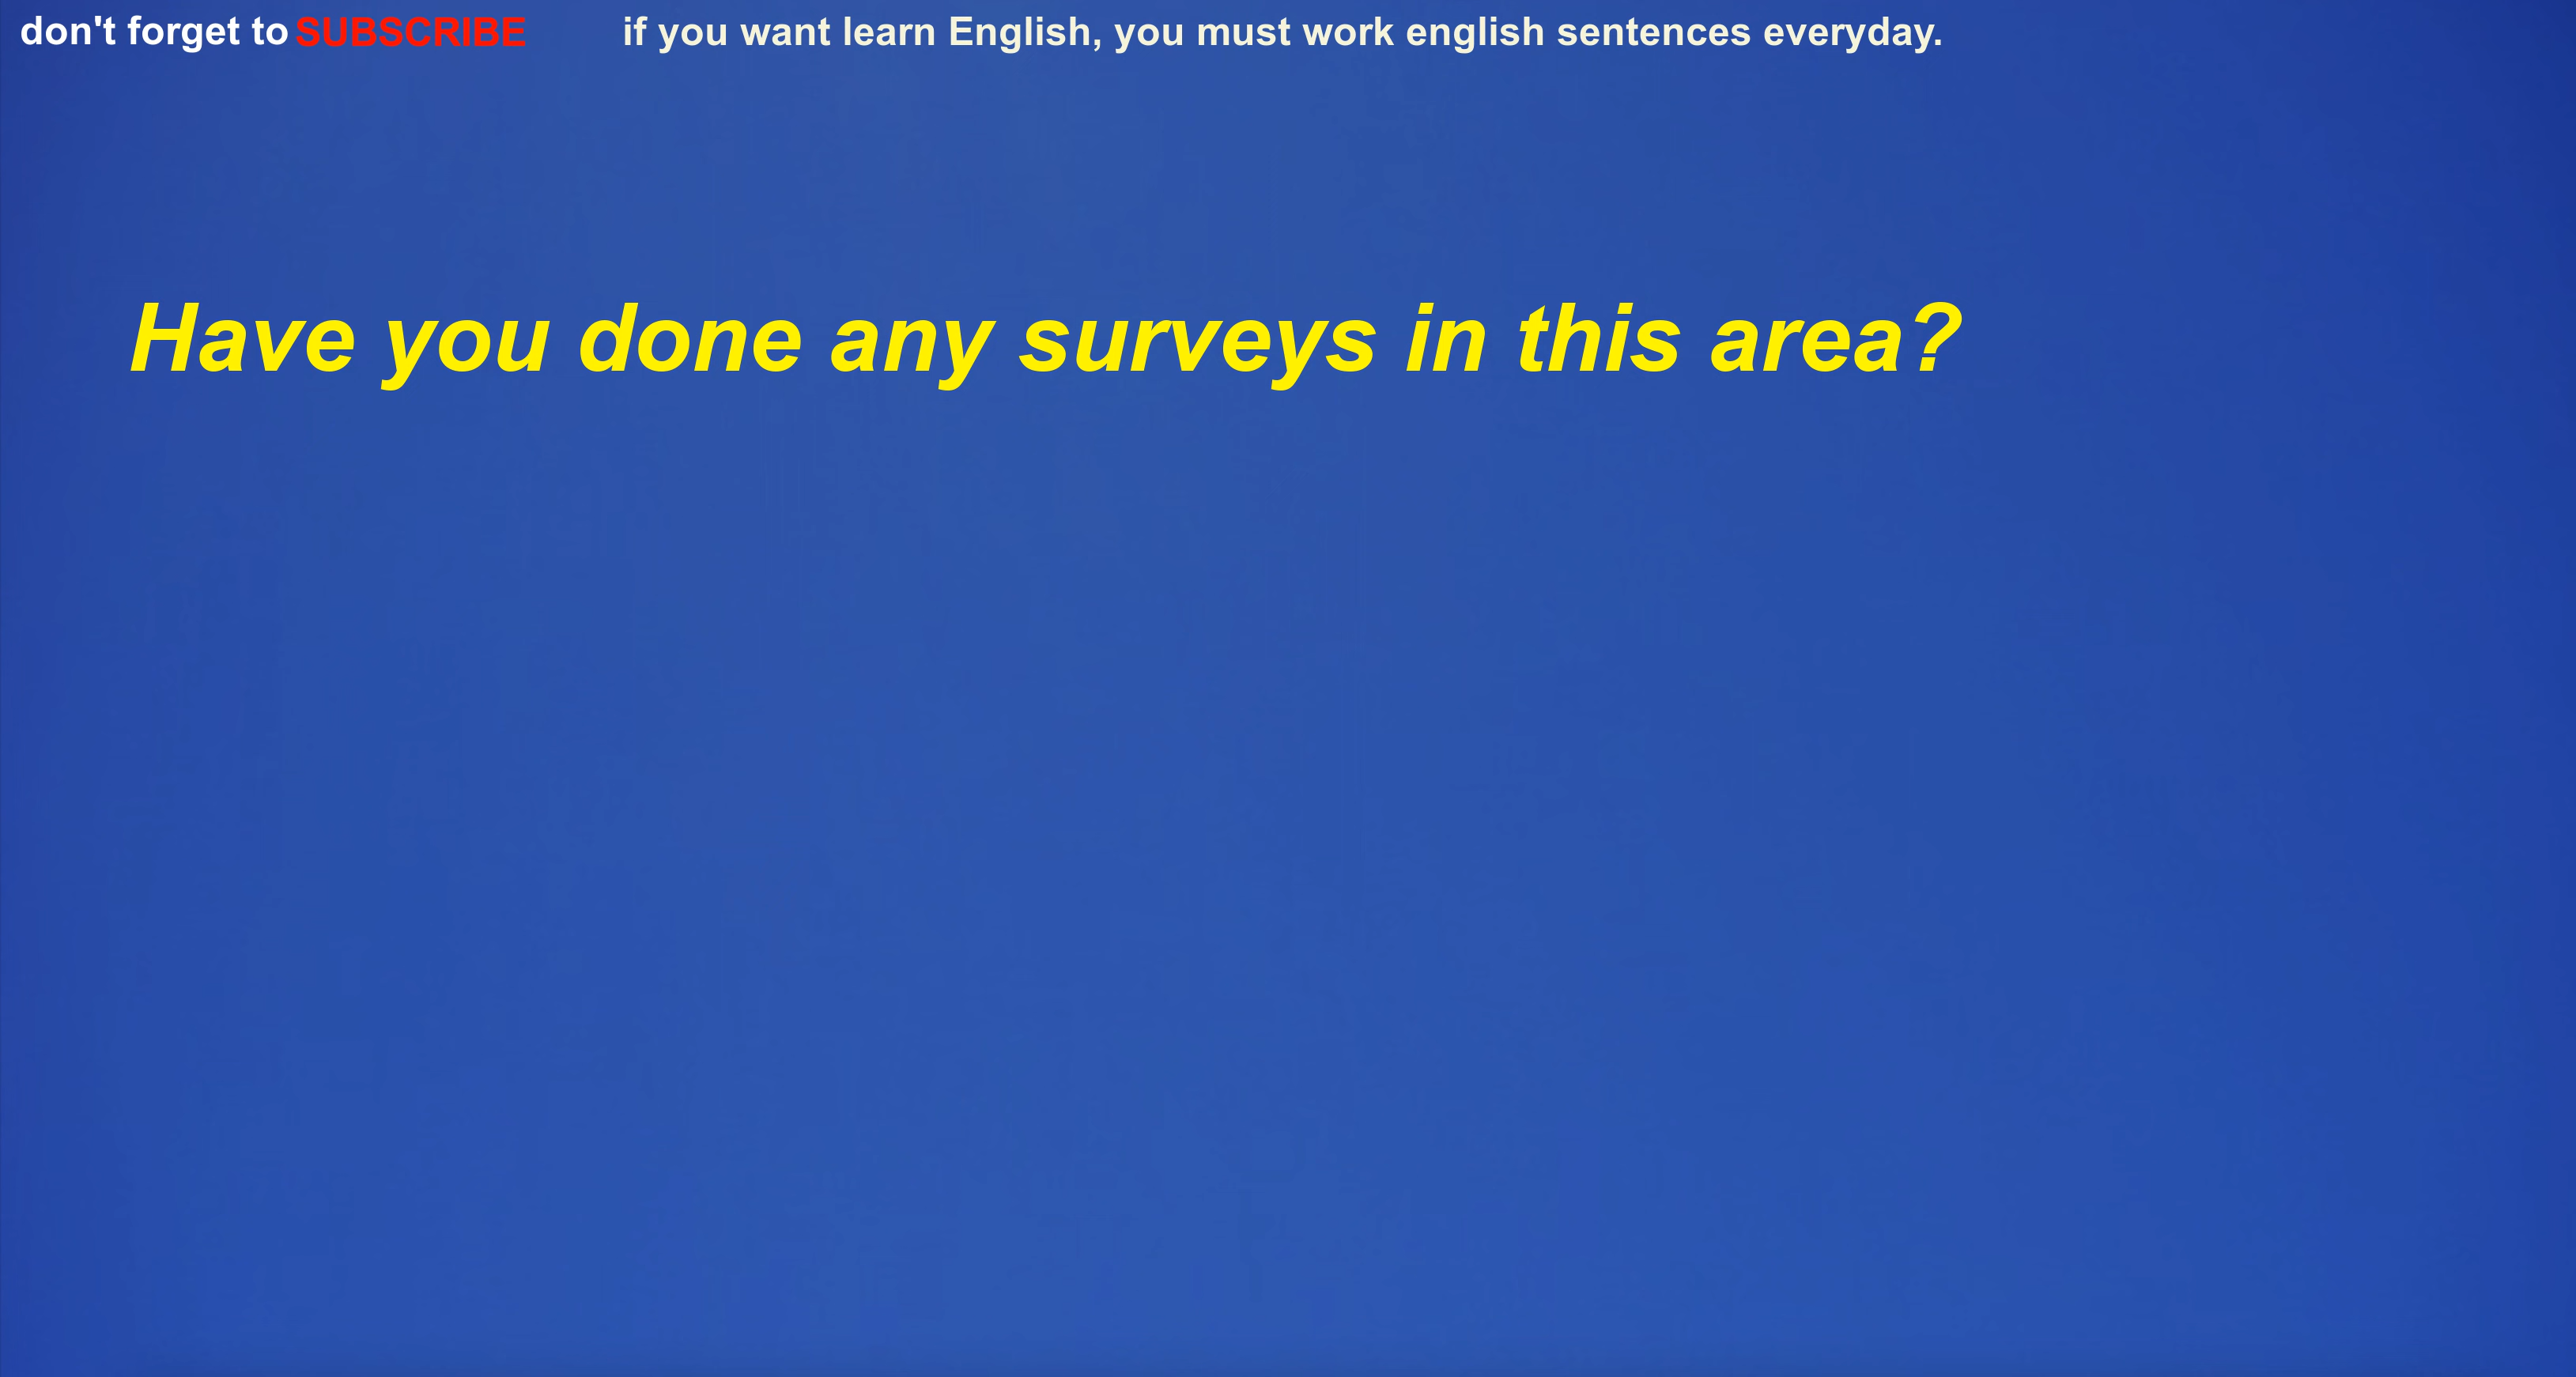 don't forget to SUBSCRIBE if you want learn English, you must work english sentences everyday.
Have you done any surveys in this area?